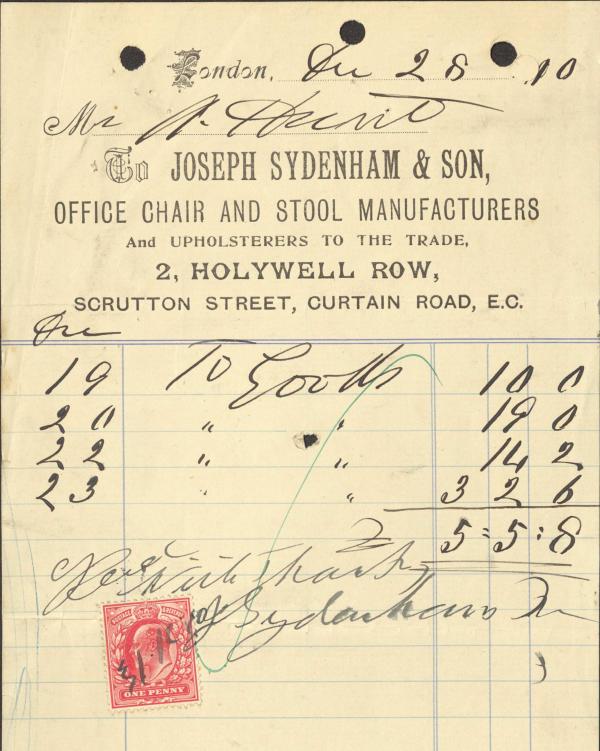 London, Dec 28 10
Mr
To JOSEPH SYDENHAM & SON,
OFFICE CHAIR AND STOOL MANUFACTURERS
And UPHOLSTERERS TO THE TRADE,
2, HOLYWELL ROW,
SCRUTTON STREET, CURTAIN ROAD, E.C.
Dec
19 To Goods 10 0
20 " " 19 0
22 " " 14 2
23 " " 3 2 6
5:5:8
Recd with thanks
Sydenham
POSTAGE & REVENUE
ONE PENNY